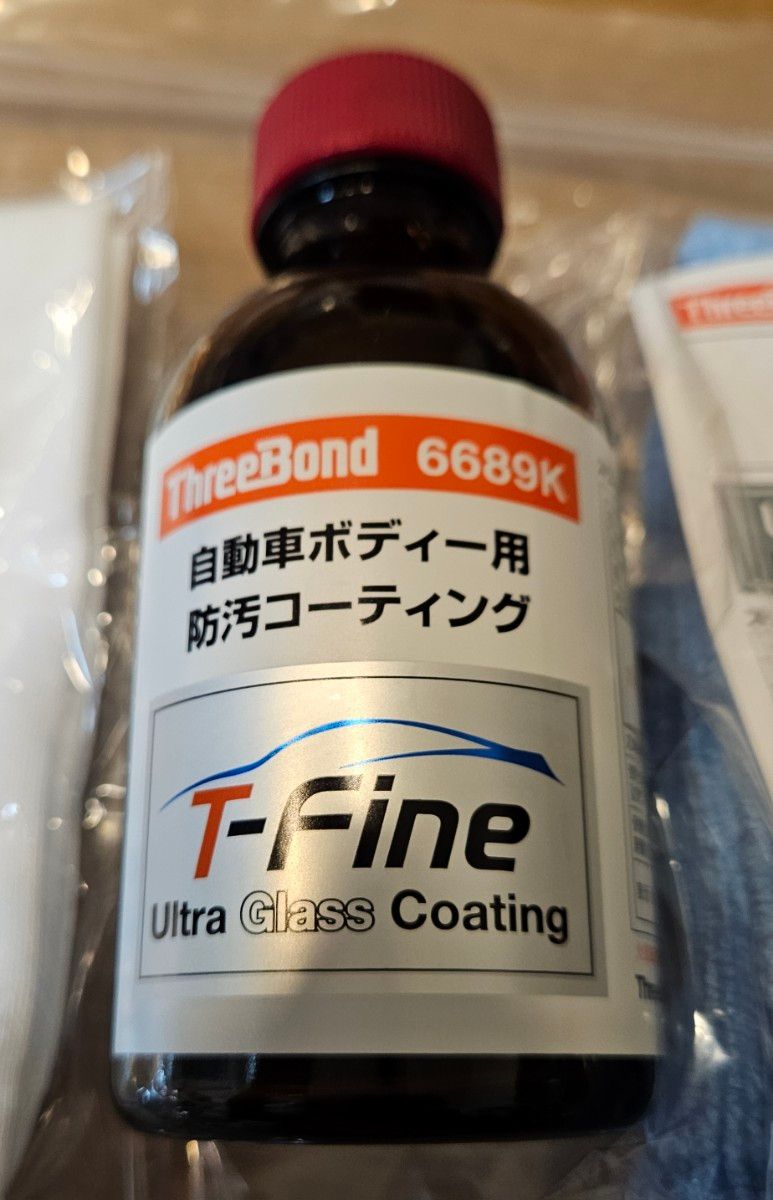 ThreeBond 6689K
自動車ボディー用
防汚コーティング
T-Fine
Ultra Glass Coating
ThreeBond